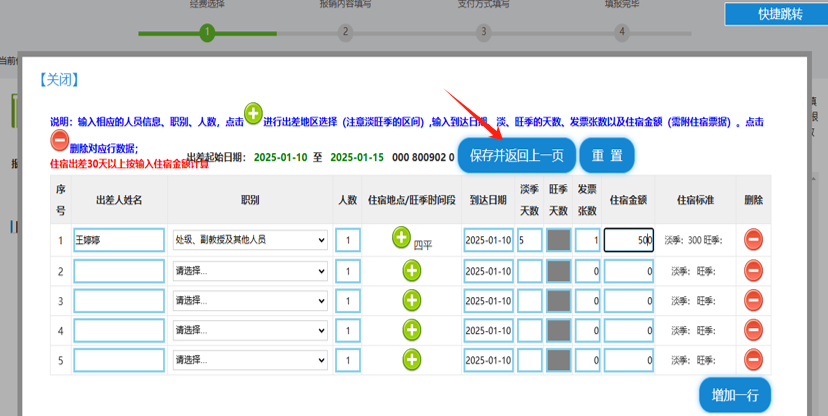 经费选择 报销内容填写 支付方式填写 填报完毕
快捷跳转
1 2 3 4
【关闭】
说明：输入相应的人员信息、职别、人数，点击 进行出差地区选择（注意淡旺季的区间）,输入到达日期、淡、旺季的天数、发票张数以及住宿金额（需附住宿票据）。点击
删除对应行数据；
住宿出差30天以上按输入住宿金额计算
出差起始日期： 2025-01-10 至 2025-01-15 000 800902 0 保存并返回上一页 重 置
序号 出差人姓名 职别 人数 住宿地点/旺季时间段 到达日期 淡季天数 旺季天数 发票张数 住宿金额 住宿标准 删除
1 王婷婷 处级、副教授及其他人员 1 四平 2025-01-10 5 1 500 淡季：300 旺季：
2 请选择... 1 2025-01-10 0 0 淡季： 旺季：
3 请选择... 1 2025-01-10 0 0 淡季： 旺季：
4 请选择... 1 2025-01-10 0 0 淡季： 旺季：
5 请选择... 1 2025-01-10 0 0 淡季： 旺季：
增加一行